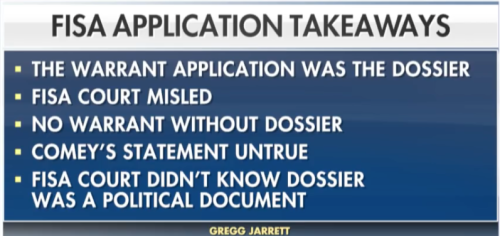 FISA APPLICATION TAKEAWAYS
▪ THE WARRANT APPLICATION WAS THE DOSSIER
▪ FISA COURT MISLED
▪ NO WARRANT WITHOUT DOSSIER
▪ COMEY'S STATEMENT UNTRUE
▪ FISA COURT DIDN'T KNOW DOSSIER
WAS A POLITICAL DOCUMENT
GREGG JARRETT